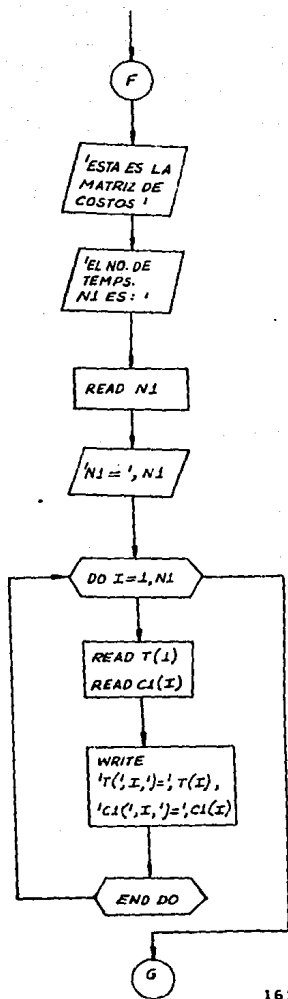 F
'ESTA ES LA
MATRIZ DE
COSTOS '
'EL NO. DE
TEMPS.
N1 ES: '
READ N1
'N1=', N1
DO I=1, N1
READ T(1)
READ C1(I)
WRITE
'T(',I,')=',T(I),
'C1(',I,')=',C1(I)
END DO
G
16